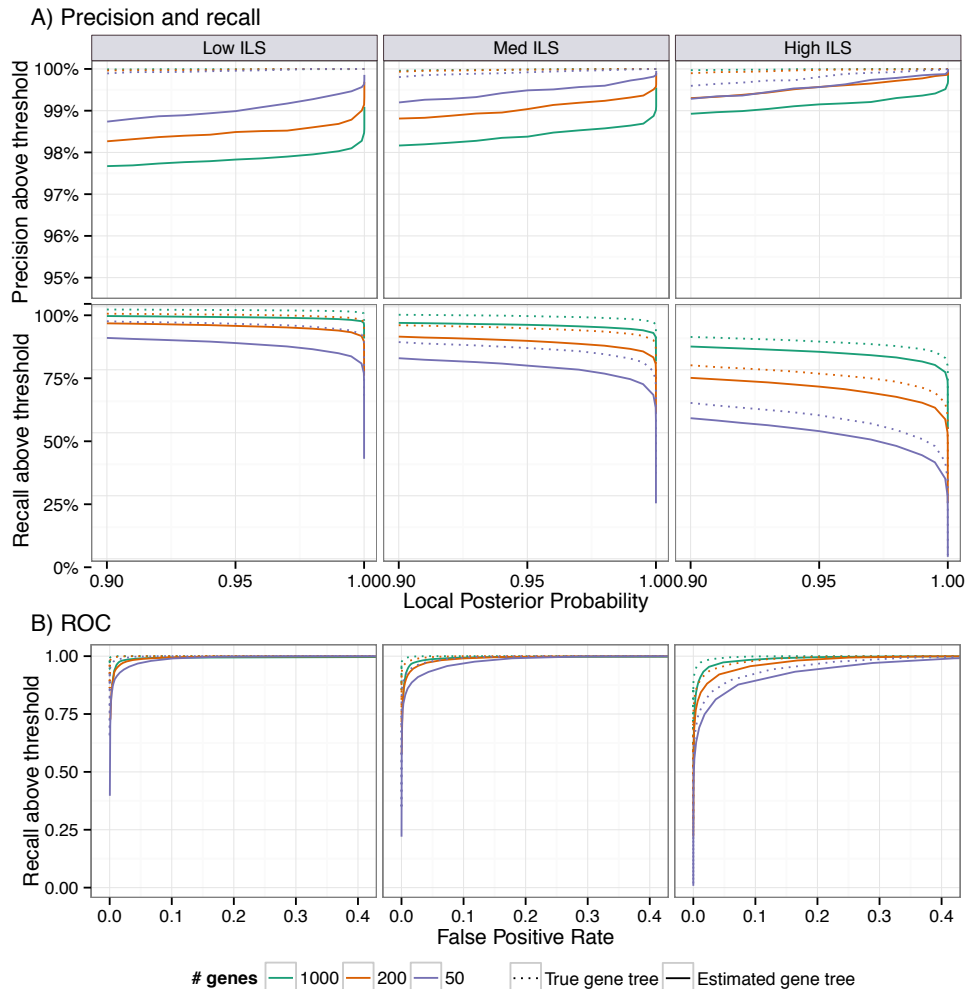 A) Precision and recall
Low ILS
Med ILS
High ILS
Precision above threshold
100%
99%
98%
97%
96%
95%
Recall above threshold
100%
75%
50%
25%
0%
0.90 0.95 1.00
0.90 0.95 1.00
0.90 0.95 1.00
Local Posterior Probability
B) ROC
Recall above threshold
1.00
0.75
0.50
0.25
0.00
0.0 0.1 0.2 0.3 0.4
0.0 0.1 0.2 0.3 0.4
0.0 0.1 0.2 0.3 0.4
False Positive Rate
# genes 1000 200 50 True gene tree Estimated gene tree